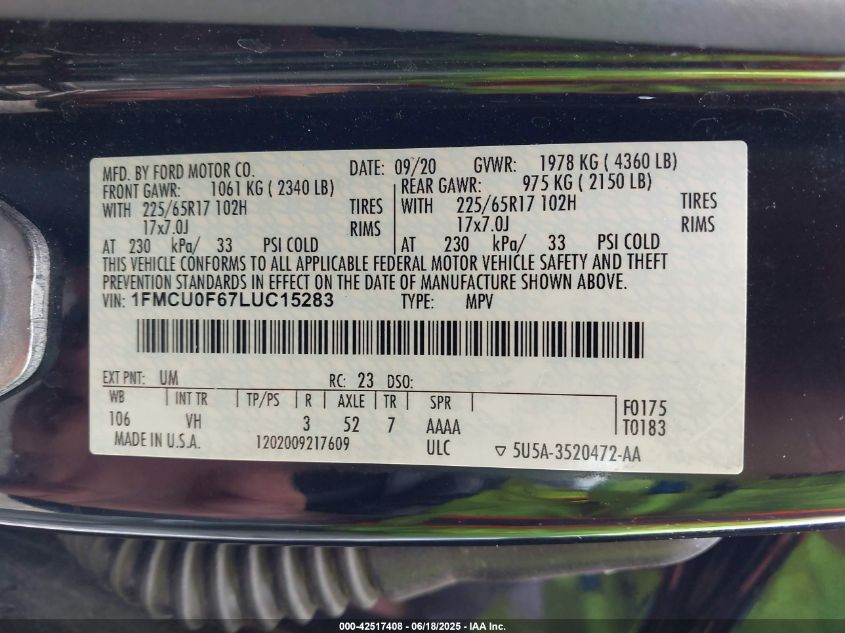 MFD. BY FORD MOTOR CO. DATE: 09/20 GVWR: 1978 KG ( 4360 LB)
FRONT GAWR: 1061 KG ( 2340 LB) REAR GAWR: 975 KG ( 2150 LB)
WITH 225/65R17 102H TIRES WITH 225/65R17 102H TIRES
17x7.0J RIMS 17x7.0J RIMS
AT 230 kPa/ 33 PSI COLD AT 230 kPa/ 33 PSI COLD
THIS VEHICLE CONFORMS TO ALL APPLICABLE FEDERAL MOTOR VEHICLE SAFETY AND THEFT
PREVENTION STANDARDS IN EFFECT ON THE DATE OF MANUFACTURE SHOWN ABOVE.
VIN: 1FMCU0F67LUC15283 TYPE: MPV
EXT PNT: UM RC: 23 DSO:
WB INT TR TP/PS R AXLE TR SPR F0175
106 VH 3 52 7 AAAA T0183
MADE IN U.S.A. 1202009217609 ULC ▽ 5U5A-3520472-AA
000-42517408 - 06/18/2025 - IAA Inc.